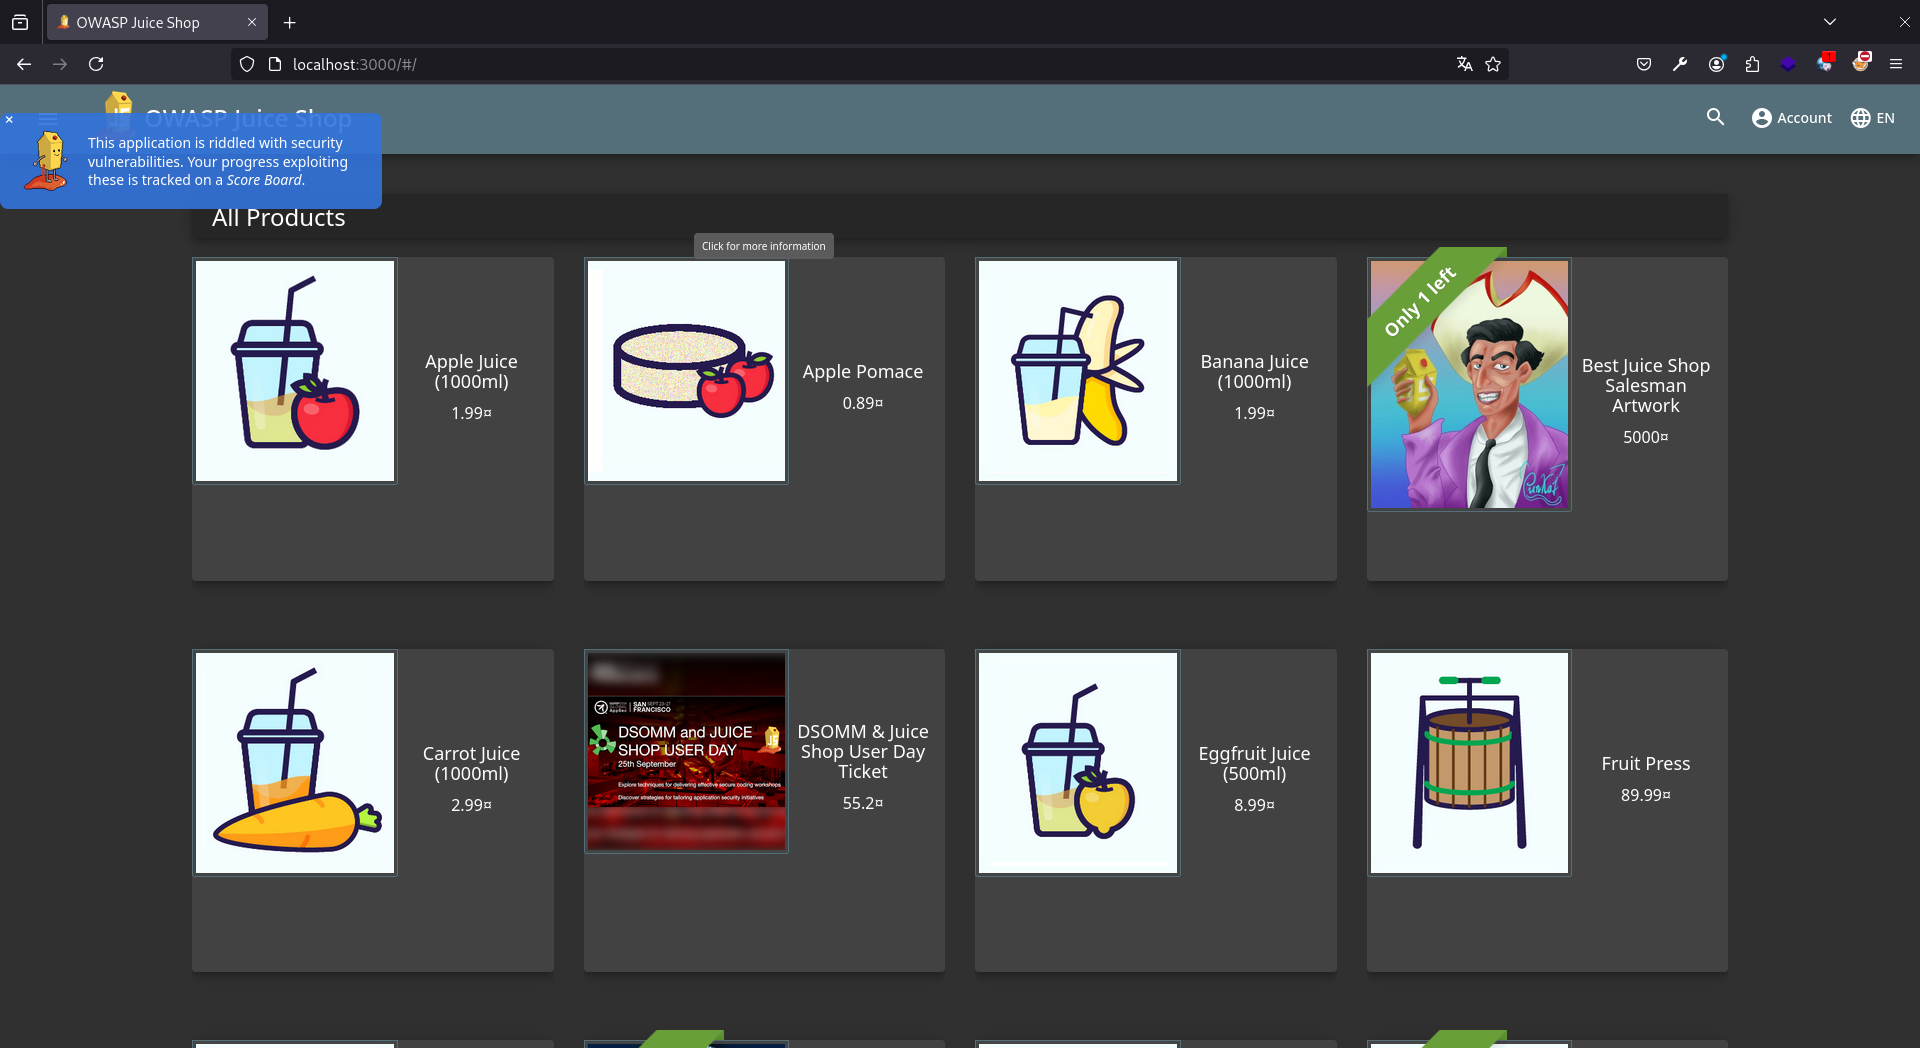 OWASP Juice Shop
localhost:3000/#/
OWASP Juice Shop
Account
EN
This application is riddled with security
vulnerabilities. Your progress exploiting
these is tracked on a Score Board.
All Products
Click for more information
Apple Juice
(1000ml)
1.99¤
Apple Pomace
0.89¤
Banana Juice
(1000ml)
1.99¤
Only 1 left
Best Juice Shop
Salesman
Artwork
5000¤
Carrot Juice
(1000ml)
2.99¤
SAN
FRANCISCO
SEPT 23-27
DSOMM and JUICE
SHOP USER DAY
25th September
Explore techniques for delivering effective secure coding workshops
Discover strategies for tailoring application security initiatives
DSOMM & Juice
Shop User Day
Ticket
55.2¤
Eggfruit Juice
(500ml)
8.99¤
Fruit Press
89.99¤